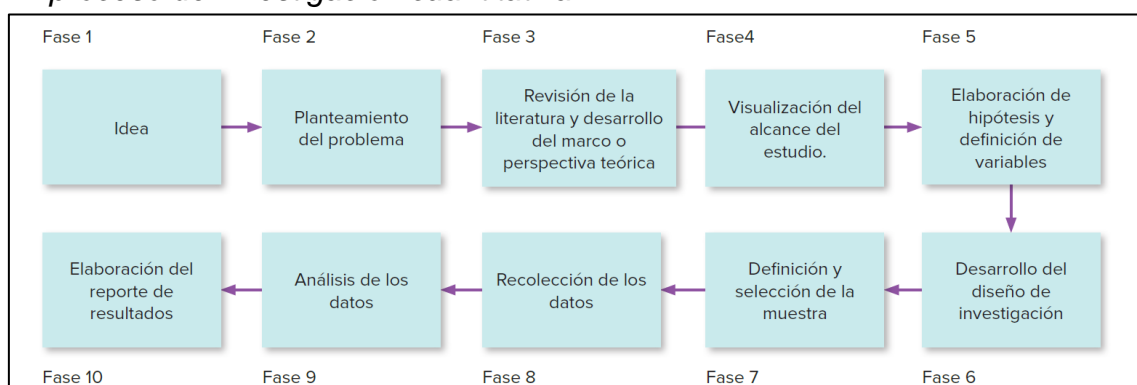 Fase 1
Fase 2
Fase 3
Fase4
Fase 5
Idea
Planteamiento
del problema
Revisión de la
literatura y desarrollo
del marco o
perspectiva teórica
Visualización del
alcance del
estudio.
Elaboración de
hipótesis y
definición de
variables
Elaboración del
reporte de
resultados
Análisis de los
datos
Recolección de los
datos
Definición y
selección de la
muestra
Desarrollo del
diseño de
investigación
Fase 10
Fase 9
Fase 8
Fase 7
Fase 6